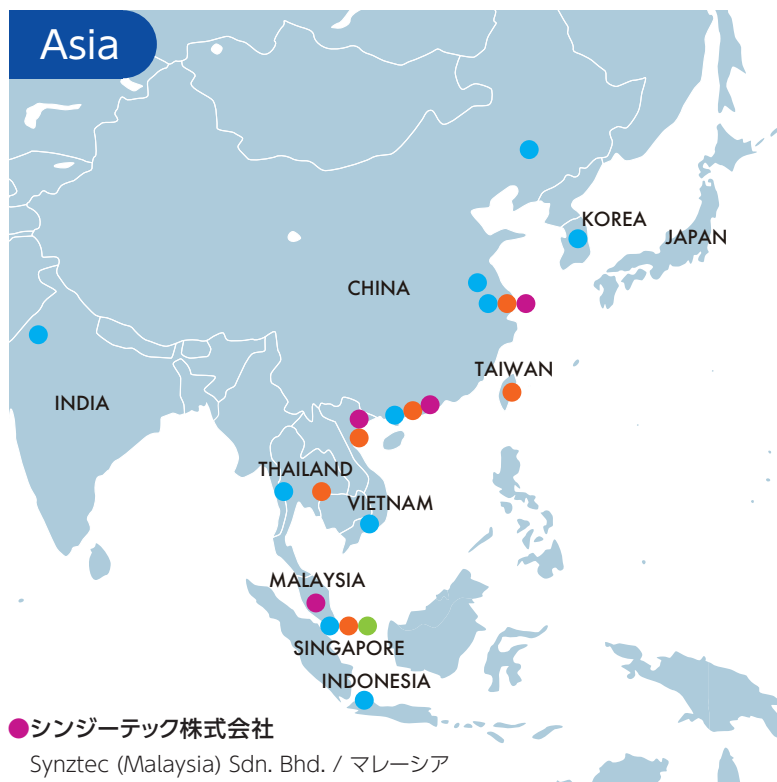 Asia
KOREA
JAPAN
CHINA
TAIWAN
INDIA
THAILAND
VIETNAM
MALAYSIA
SINGAPORE
INDONESIA
シンジーテック株式会社
Synztec (Malaysia) Sdn. Bhd. / マレーシア